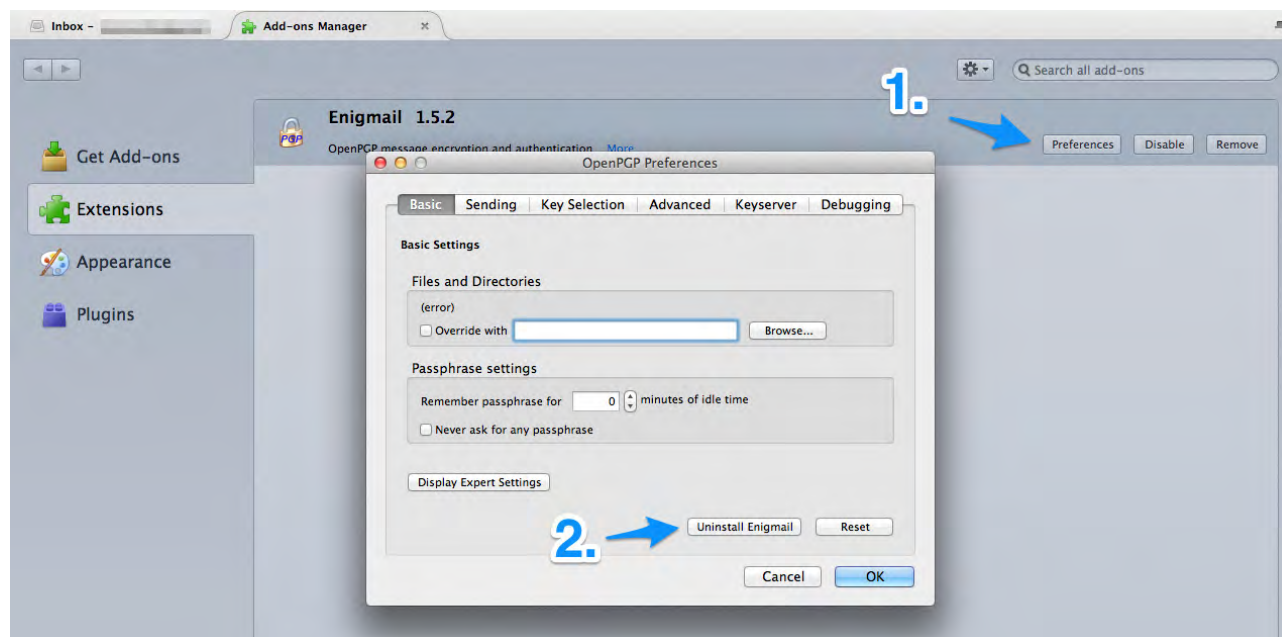 Inbox –
Add-ons Manager
Search all add-ons
1.
Enigmail 1.5.2
PGP
OpenPGP message encryption and authentication More
Preferences Disable Remove
Get Add-ons
Extensions
Appearance
Plugins
OpenPGP Preferences
Basic Sending Key Selection Advanced Keyserver Debugging
Basic Settings
Files and Directories
(error)
Override with Browse...
Passphrase settings
Remember passphrase for 0 minutes of idle time
Never ask for any passphrase
Display Expert Settings
2.
Uninstall Enigmail Reset
Cancel OK